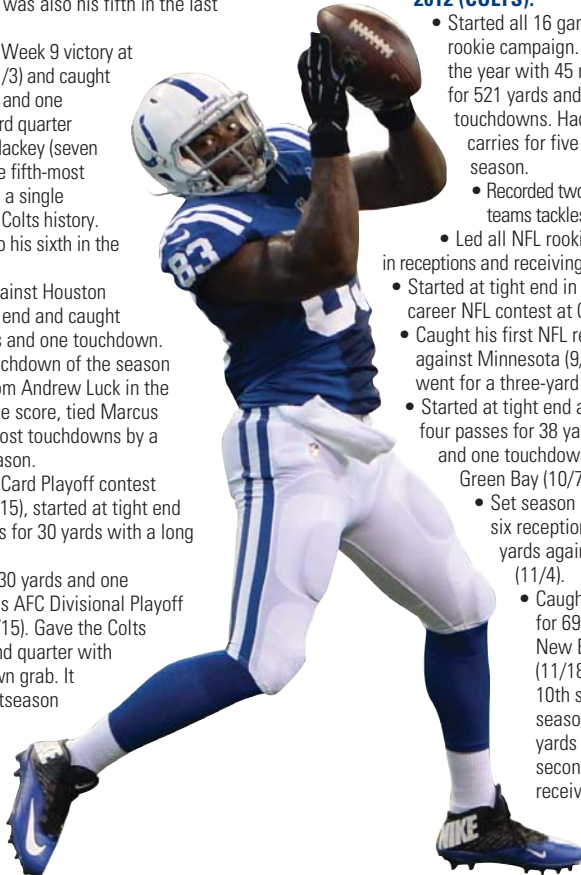 was also his fifth in the last
Week 9 victory at
/3) and caught
and one
rd quarter
ackey (seven
e fifth-most
a single
Colts history.
o his sixth in the
ainst Houston
end and caught
s and one touchdown.
uchdown of the season
om Andrew Luck in the
e score, tied Marcus
ost touchdowns by a
ason.
Card Playoff contest
15), started at tight end
s for 30 yards with a long
30 yards and one
s AFC Divisional Playoff
/15). Gave the Colts
nd quarter with
wn grab. It
tseason
2012 (COLTS):
• Started all 16 gam
rookie campaign.
the year with 45 r
for 521 yards and
touchdowns. Had
carries for five
season.
• Recorded two
teams tackles
• Led all NFL rooki
in receptions and receiving
• Started at tight end in
career NFL contest at C
• Caught his first NFL re
against Minnesota (9/
went for a three-yard
• Started at tight end a
four passes for 38 ya
and one touchdow
Green Bay (10/7
• Set season
six reception
yards again
(11/4).
• Caugh
for 69
New E
(11/18
10th s
seaso
yards
secon
receiv
83
NIKE